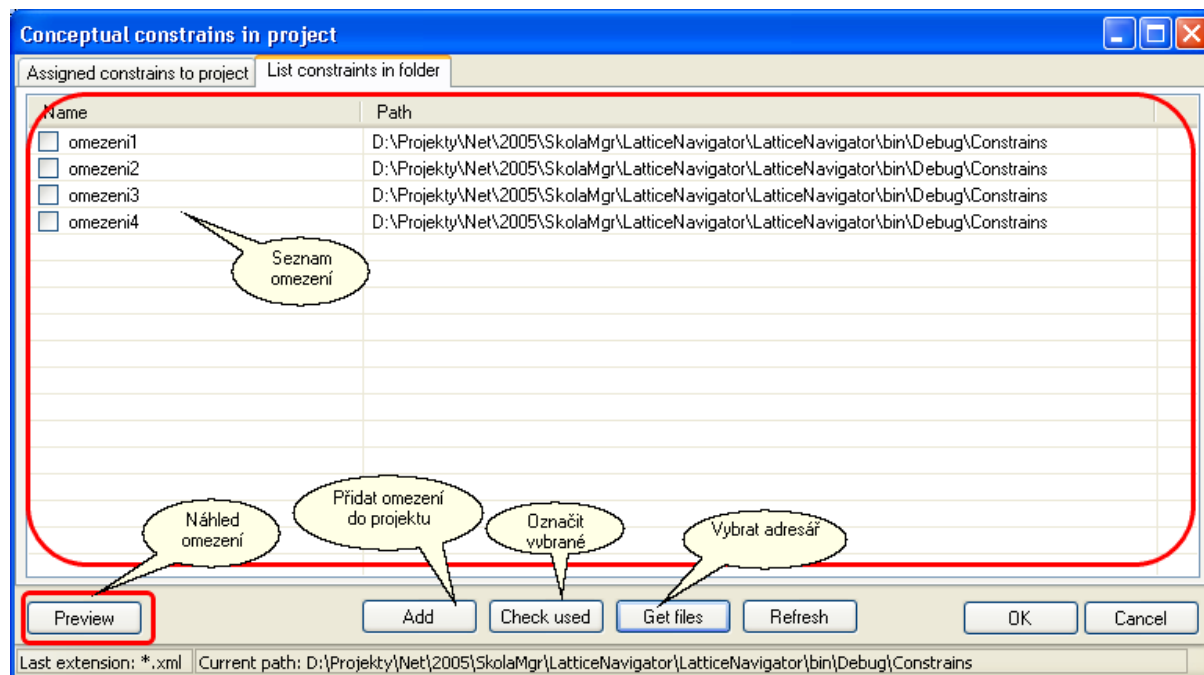 Conceptual constrains in project
Assigned constrains to project List constraints in folder
Name Path
omezeni1 D:\Projekty\Net\2005\SkolaMgr\LatticeNavigator\LatticeNavigator\bin\Debug\Constrains
omezeni2 D:\Projekty\Net\2005\SkolaMgr\LatticeNavigator\LatticeNavigator\bin\Debug\Constrains
omezeni3 D:\Projekty\Net\2005\SkolaMgr\LatticeNavigator\LatticeNavigator\bin\Debug\Constrains
omezeni4 D:\Projekty\Net\2005\SkolaMgr\LatticeNavigator\LatticeNavigator\bin\Debug\Constrains
Seznam
omezení
Náhled
omezení
Přidat omezení
do projektu
Označit
vybrané
Vybrat adresář
Preview Add Check used Get files Refresh OK Cancel
Last extension: *.xml Current path: D:\Projekty\Net\2005\SkolaMgr\LatticeNavigator\LatticeNavigator\bin\Debug\Constrains